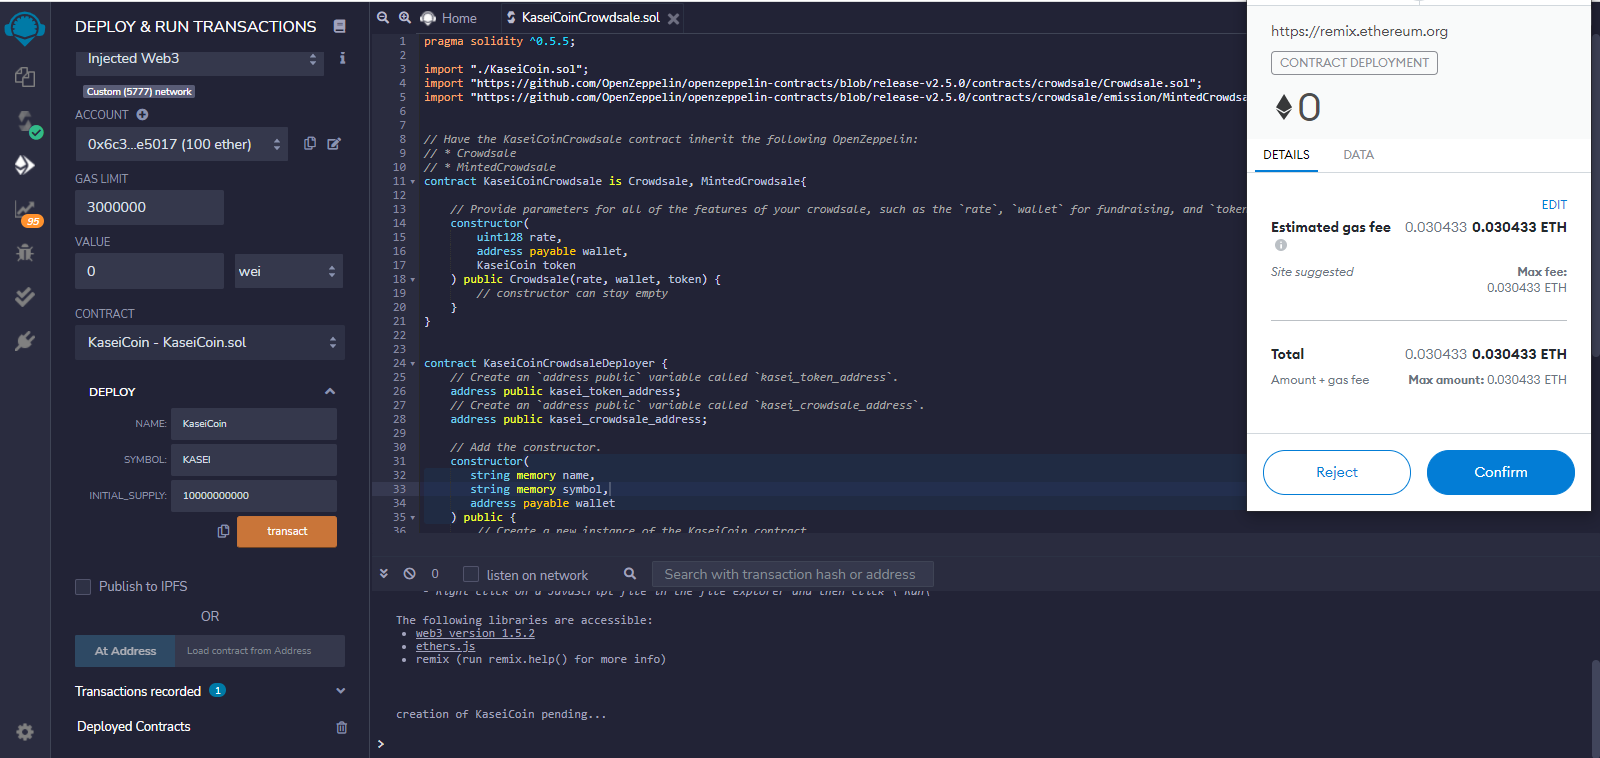 DEPLOY & RUN TRANSACTIONS
Injected Web3
Custom (5777) network
ACCOUNT
0x6c3...e5017 (100 ether)
GAS LIMIT
3000000
VALUE
0
wei
CONTRACT
KaseiCoin - KaseiCoin.sol
DEPLOY
NAME:
KaseiCoin
SYMBOL:
KASEI
INITIAL_SUPPLY:
10000000000
transact
Publish to IPFS
OR
At Address
Load contract from Address
Transactions recorded
1
Deployed Contracts
95
Home
KaseiCoinCrowdsale.sol
1 pragma solidity ^0.5.5;
2
3 import "./KaseiCoin.sol";
4 import "https://github.com/OpenZeppelin/openzeppelin-contracts/blob/release-v2.5.0/contracts/crowdsale/Crowdsale.sol";
5 import "https://github.com/OpenZeppelin/openzeppelin-contracts/blob/release-v2.5.0/contracts/crowdsale/emission/MintedCrowdsa
6
7
8 // Have the KaseiCoinCrowdsale contract inherit the following OpenZeppelin:
9 // * Crowdsale
10 // * MintedCrowdsale
11 contract KaseiCoinCrowdsale is Crowdsale, MintedCrowdsale{
12
13 // Provide parameters for all of the features of your crowdsale, such as the `rate`, `wallet` for fundraising, and `token
14 constructor(
15 uint128 rate,
16 address payable wallet,
17 KaseiCoin token
18 ) public Crowdsale(rate, wallet, token) {
19 // constructor can stay empty
20 }
21 }
22
23
24 contract KaseiCoinCrowdsaleDeployer {
25 // Create an `address public` variable called `kasei_token_address`.
26 address public kasei_token_address;
27 // Create an `address public` variable called `kasei_crowdsale_address`.
28 address public kasei_crowdsale_address;
29
30 // Add the constructor.
31 constructor(
32 string memory name,
33 string memory symbol,
34 address payable wallet
35 ) public {
36 // Create a new instance of the KaseiCoin contract
0
listen on network
Search with transaction hash or address
- Right click on a JavaScript file in the file explorer and then click \`Run\`
The following libraries are accessible:
• web3 version 1.5.2
• ethers.js
• remix (run remix.help() for more info)
creation of KaseiCoin pending...
>
https://remix.ethereum.org
CONTRACT DEPLOYMENT
0
DETAILS
DATA
EDIT
Estimated gas fee
0.030433 0.030433 ETH
Site suggested
Max fee:
0.030433 ETH
Total
0.030433 0.030433 ETH
Amount + gas fee
Max amount: 0.030433 ETH
Reject
Confirm